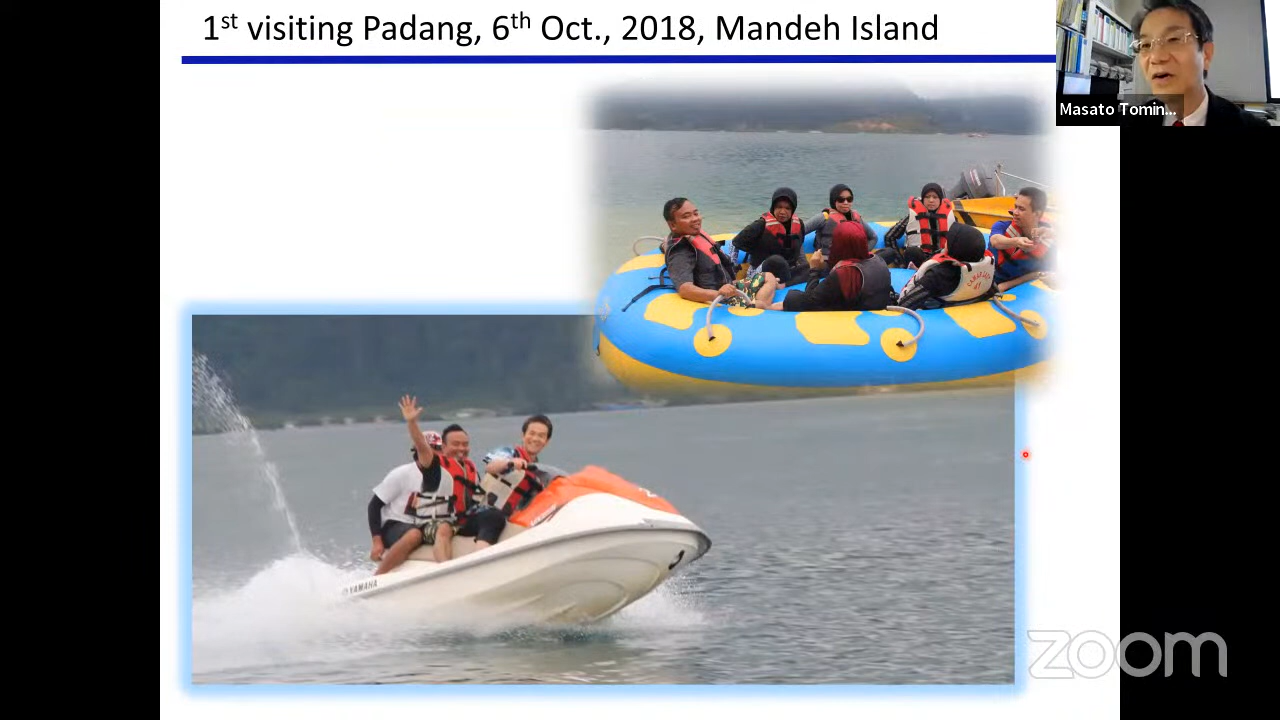 1st visiting Padang, 6th Oct., 2018, Mandeh Island
Masato Tomin...
YAMAHA
zoom